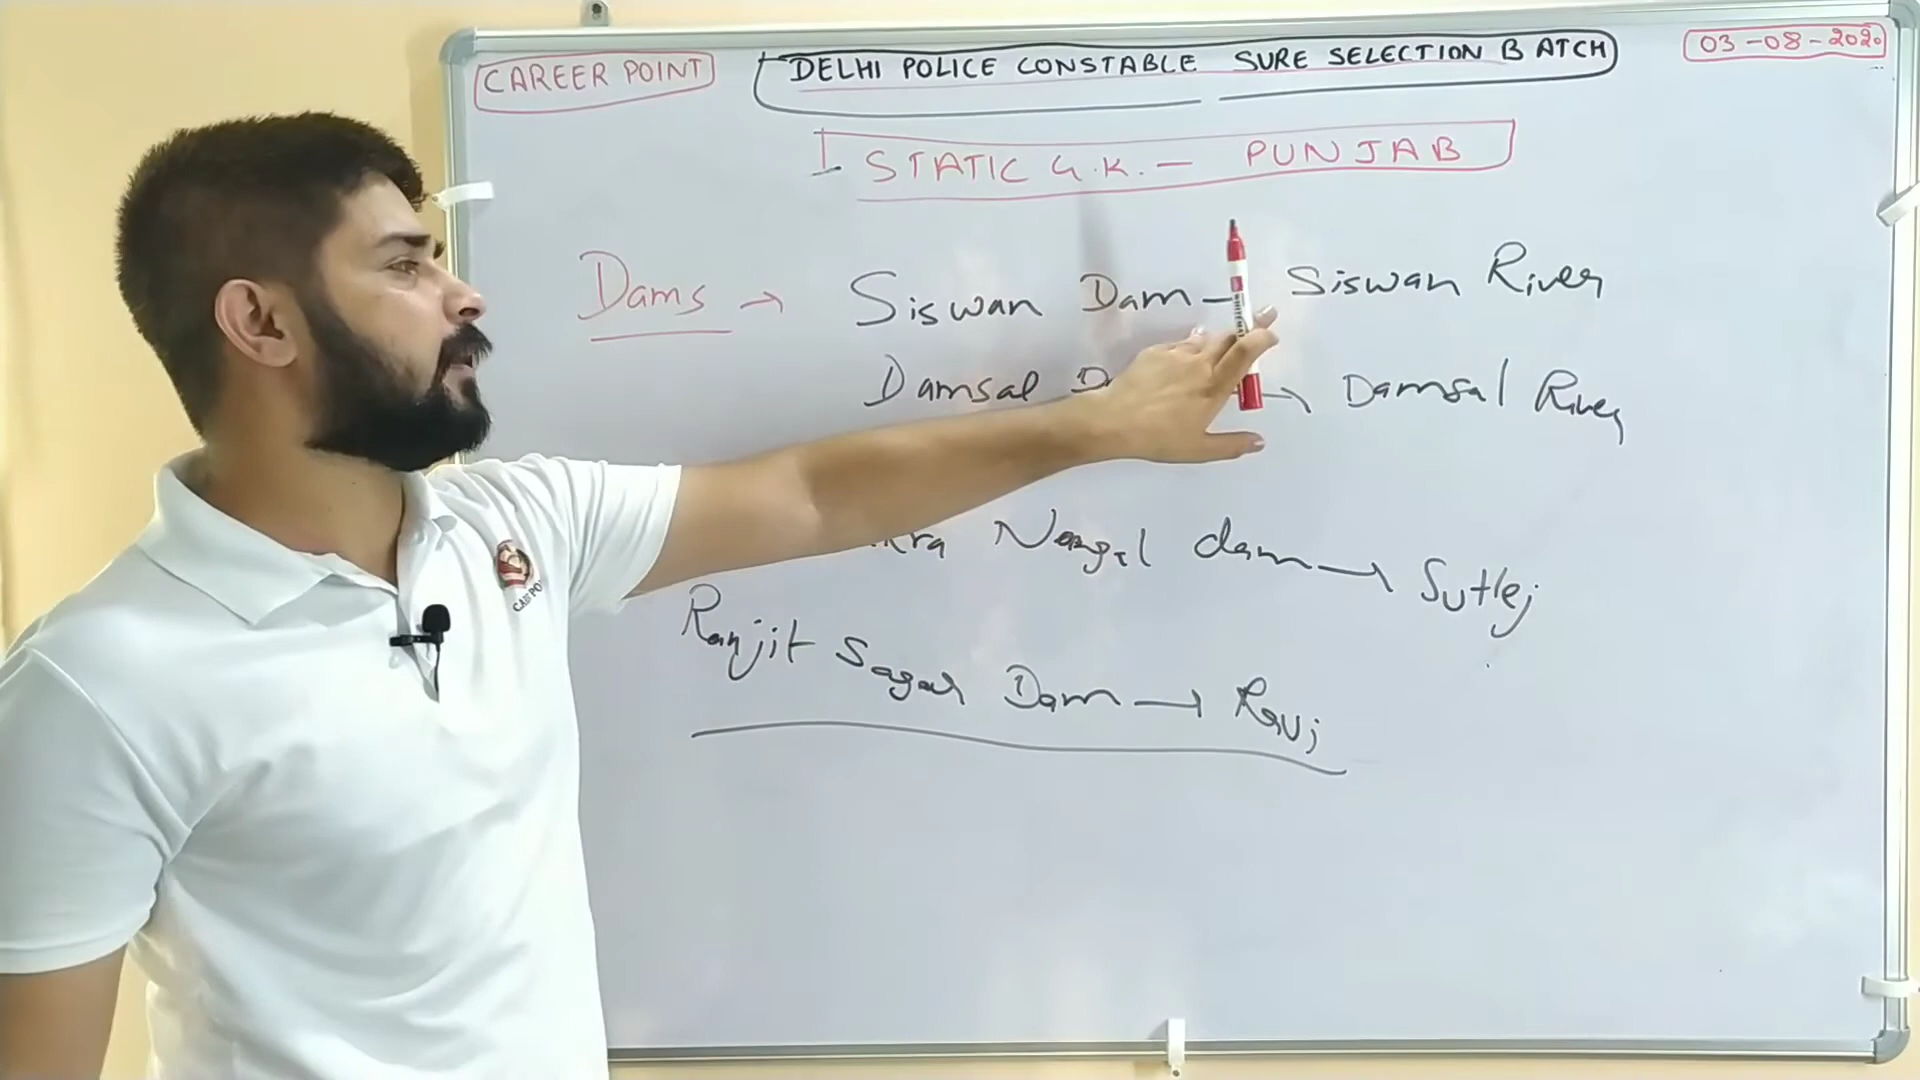 CAREER POINT
DELHI POLICE CONSTABLE SURE SELECTION BATCH
03-08-2020
STATIC G.K. - PUNJAB
Dams → Siswan Dam - Siswan River
Damsal → Damsal River
Nangal dam → Sutlej
Ranjit Sagar Dam → Ravi